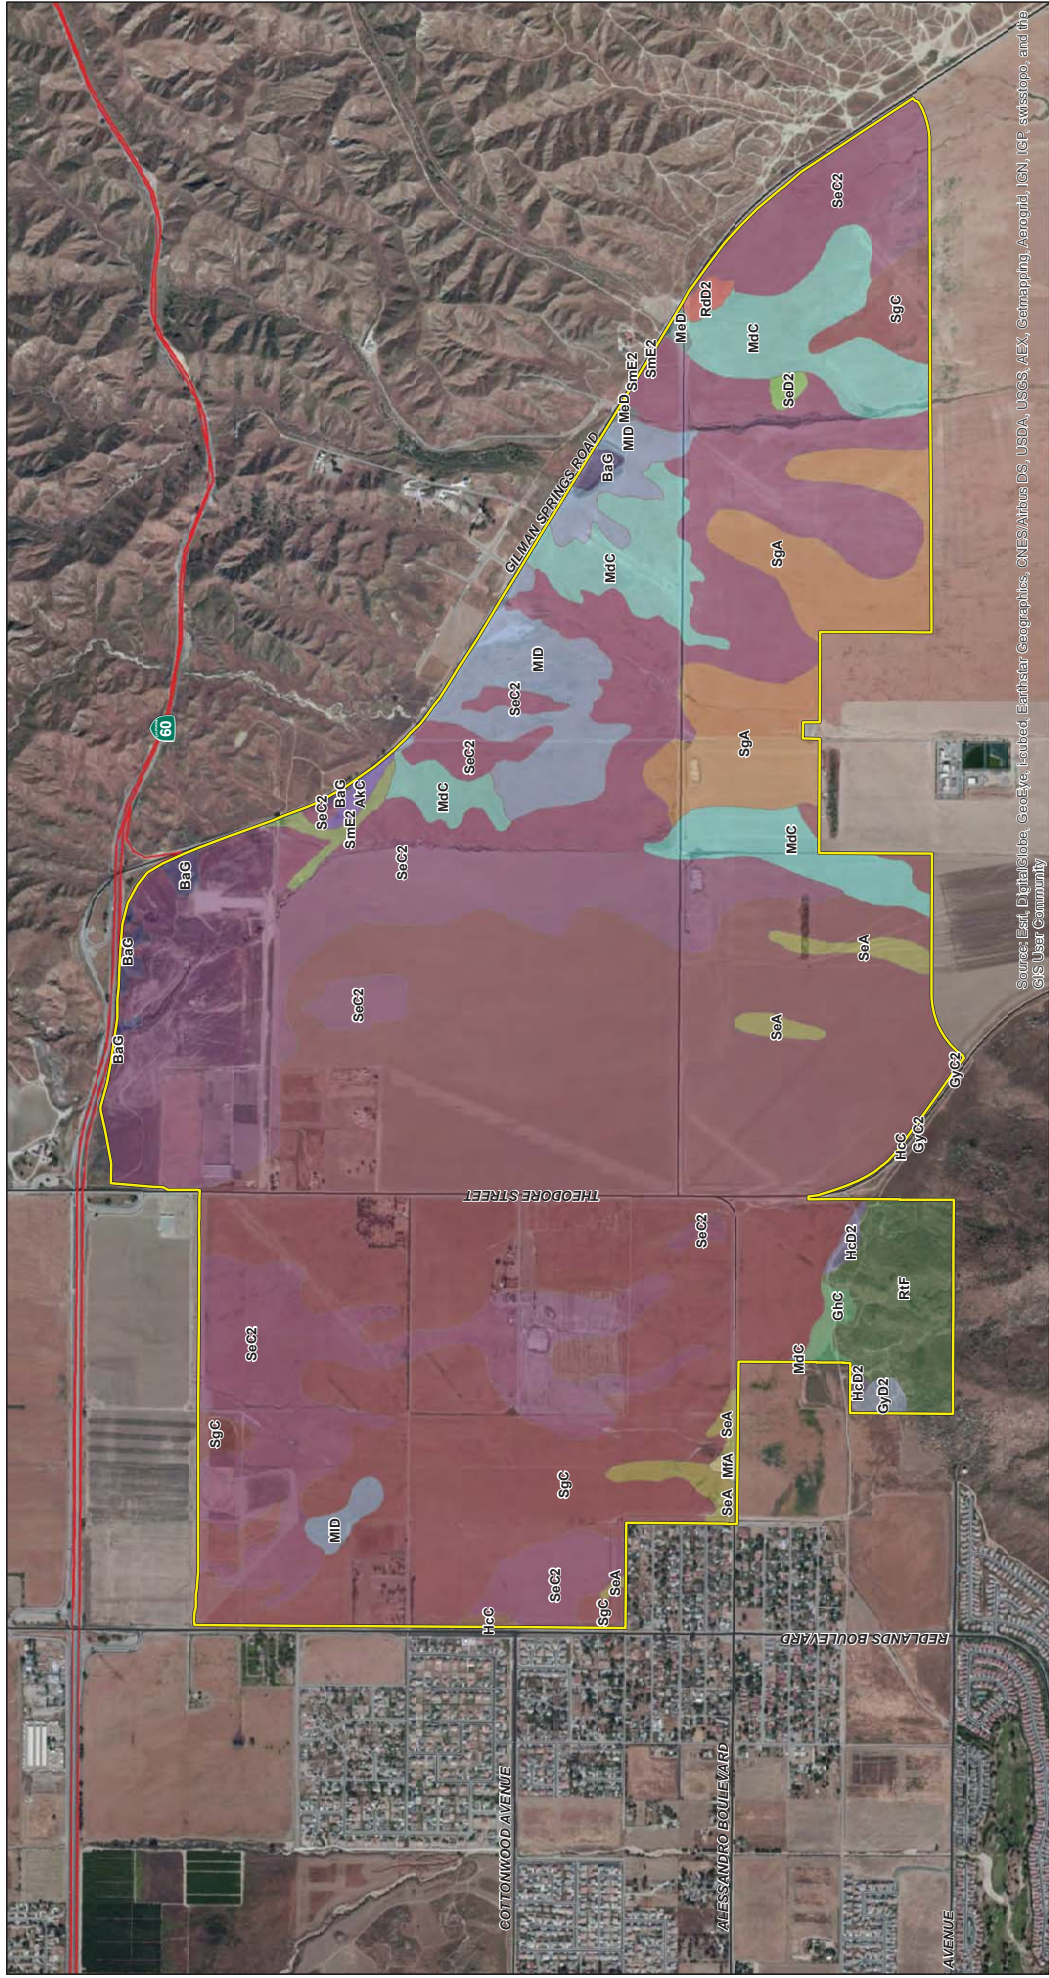 60
BaG
BaG
BaG
SeC2
BaG
AkC
SmE2
SeC2
MdC
SeC2
SeC2
MID
GILMAN SPRINGS ROAD
MdC
BaG
MID
MeD
SmE2
SmE2
MeD
RdD2
MdC
SeD2
SeC2
SgC
SgA
SgA
MdC
SeA
SeA
SeC2
GyC2
GyC2
HcC
THEODORE STREET
SeC2
HcD2
GhC
RtF
MdC
HcD2
GyD2
SeC2
SgC
MID
SgC
SeA
MfA
SeA
SeC2
SeA
SgC
HcC
REDLANDS BOULEVARD
COTTONWOOD AVENUE
ALESSANDRO BOULEVARD
AVENUE
Source: Esri, DigitalGlobe, GeoEye, i-cubed, Earthstar Geographics, CNES/Airbus DS, USDA, USGS, AEX, Getmapping, Aerogrid, IGN, IGP, swisstopo, and the
GIS User Community